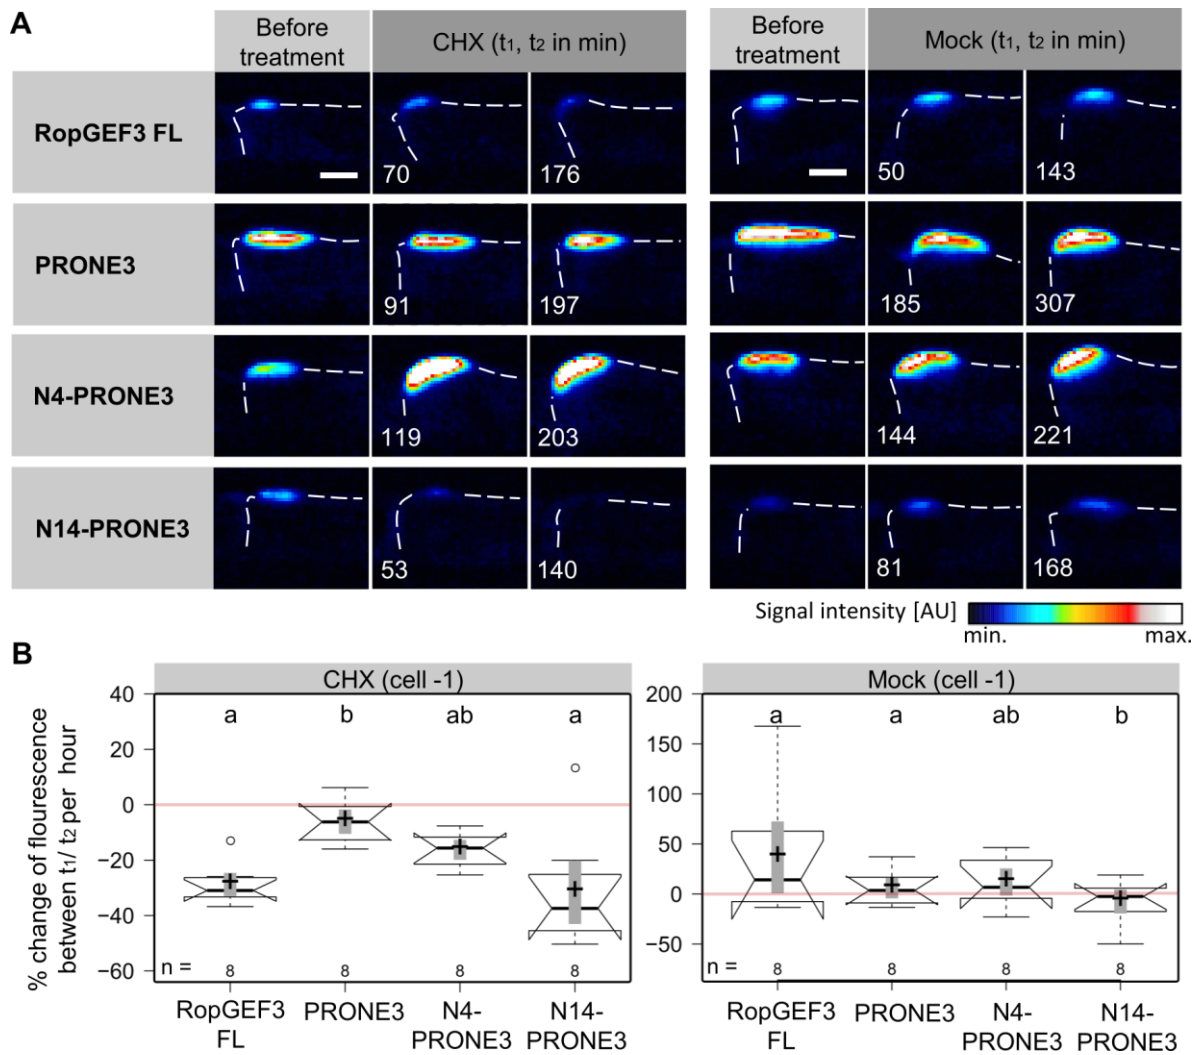 A
Before
treatment
CHX (t1, t2 in min)
Before
treatment
Mock (t1, t2 in min)
RopGEF3 FL
70
176
50
143
PRONE3
91
197
185
307
N4-PRONE3
119
203
144
221
N14-PRONE3
53
140
81
168
Signal intensity [AU]
min.
max.
B
% change of flourescence
between t1/ t2 per hour
CHX (cell -1)
40
20
0
−20
−40
−60
a
b
ab
a
n =
8
8
8
8
RopGEF3
FL
PRONE3
N4-
PRONE3
N14-
PRONE3
Mock (cell -1)
200
150
100
50
0
−50
a
a
ab
b
n =
8
8
8
8
RopGEF3
FL
PRONE3
N4-
PRONE3
N14-
PRONE3